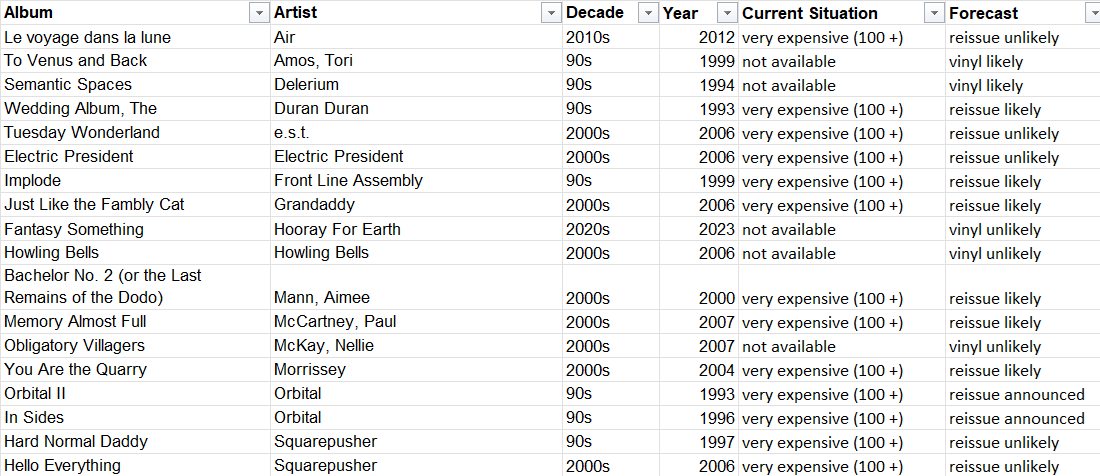 Album Artist Decade Year Current Situation Forecast
Le voyage dans la lune Air 2010s 2012 very expensive (100 +) reissue unlikely
To Venus and Back Amos, Tori 90s 1999 not available vinyl likely
Semantic Spaces Delerium 90s 1994 not available vinyl likely
Wedding Album, The Duran Duran 90s 1993 very expensive (100 +) reissue likely
Tuesday Wonderland e.s.t. 2000s 2006 very expensive (100 +) reissue unlikely
Electric President Electric President 2000s 2006 very expensive (100 +) reissue unlikely
Implode Front Line Assembly 90s 1999 very expensive (100 +) reissue likely
Just Like the Fambly Cat Grandaddy 2000s 2006 very expensive (100 +) reissue likely
Fantasy Something Hooray For Earth 2020s 2023 not available vinyl unlikely
Howling Bells Howling Bells 2000s 2006 not available vinyl unlikely
Bachelor No. 2 (or the Last
Remains of the Dodo) Mann, Aimee 2000s 2000 very expensive (100 +) reissue likely
Memory Almost Full McCartney, Paul 2000s 2007 very expensive (100 +) reissue likely
Obligatory Villagers McKay, Nellie 2000s 2007 not available vinyl unlikely
You Are the Quarry Morrissey 2000s 2004 very expensive (100 +) reissue likely
Orbital II Orbital 90s 1993 very expensive (100 +) reissue announced
In Sides Orbital 90s 1996 very expensive (100 +) reissue announced
Hard Normal Daddy Squarepusher 90s 1997 very expensive (100 +) reissue unlikely
Hello Everything Squarepusher 2000s 2006 very expensive (100 +) reissue likely